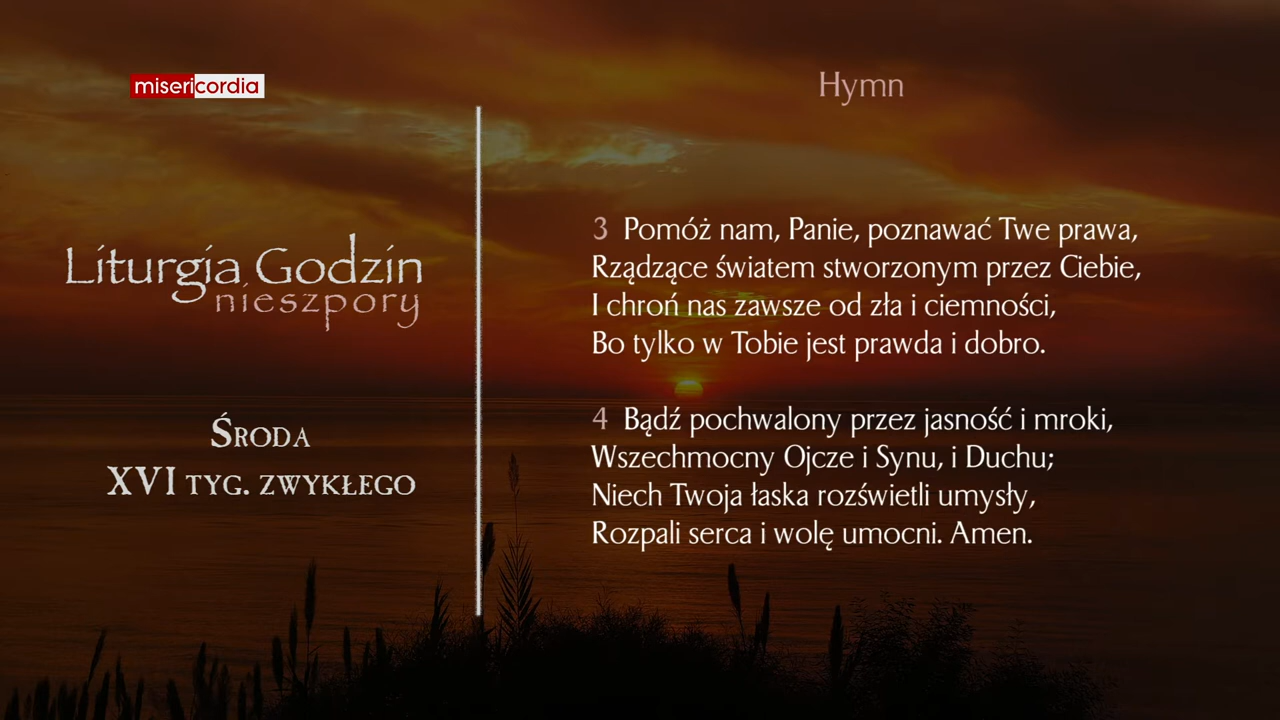 misericordia
Liturgia Godzin
nieszpory
Środa
XVI tyg. zwykłego
Hymn
3 Pomóż nam, Panie, poznawać Twe prawa,
Rządzące światem stworzonym przez Ciebie,
I chroń nas zawsze od zła i ciemności,
Bo tylko w Tobie jest prawda i dobro.
4 Bądź pochwalony przez jasność i mroki,
Wszechmocny Ojcze i Synu, i Duchu;
Niech Twoja łaska rozświetli umysły,
Rozpali serca i wolę umocni. Amen.